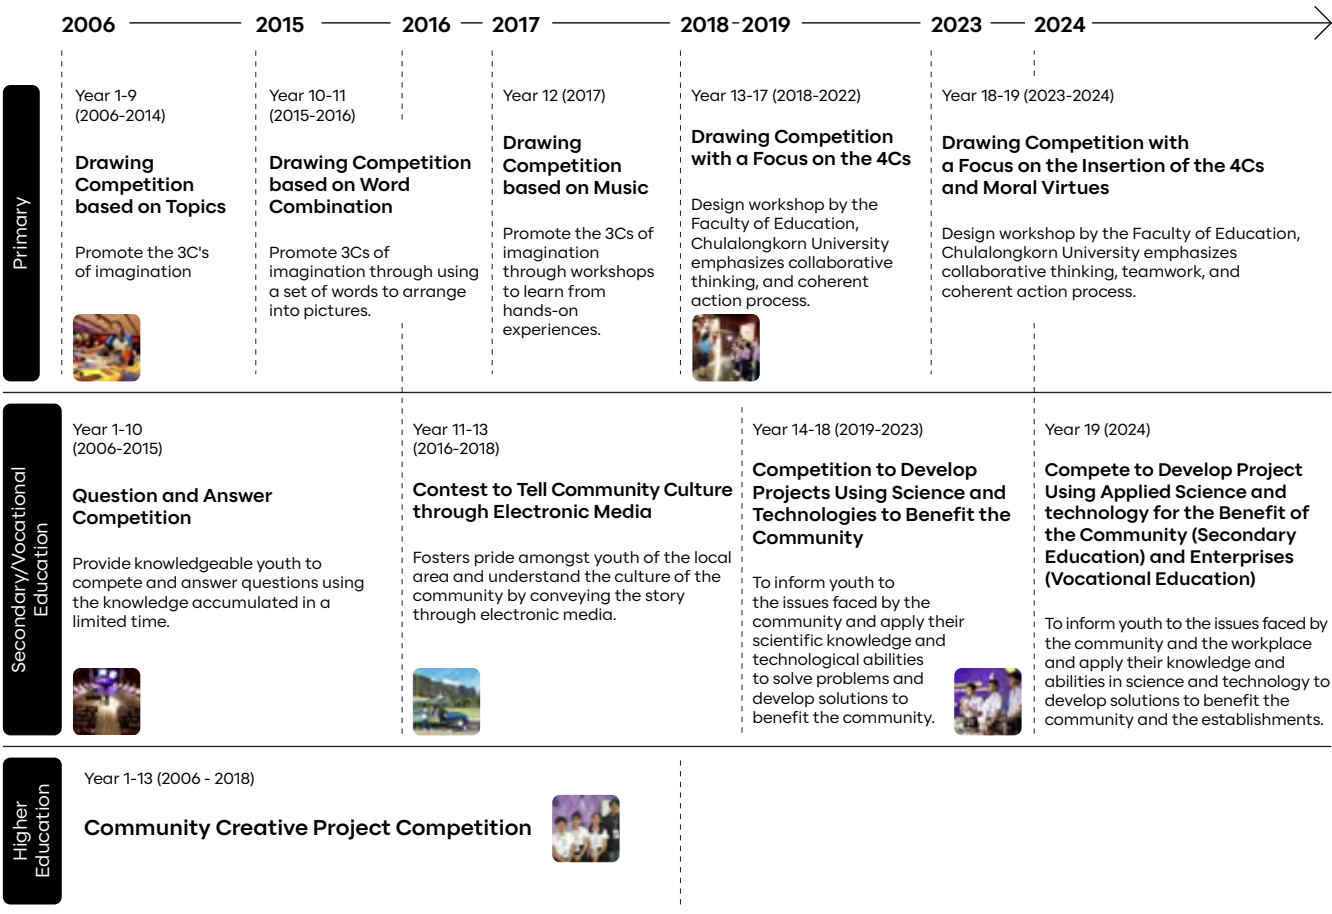 2006
2015
2016
2017
2018-2019
2023
2024
Primary
Year 1-9
(2006-2014)
Drawing
Competition
based on Topics
Promote the 3C's
of imagination
Year 10-11
(2015-2016)
Drawing Competition
based on Word
Combination
Promote 3Cs of
imagination through using
a set of words to arrange
into pictures.
Year 12 (2017)
Drawing
Competition
based on Music
Promote the 3Cs of
imagination
through workshops
to learn from
hands-on
experiences.
Year 13-17 (2018-2022)
Drawing Competition
with a Focus on the 4Cs
Design workshop by the
Faculty of Education,
Chulalongkorn University
emphasizes collaborative
thinking, and coherent
action process.
Year 18-19 (2023-2024)
Drawing Competition with
a Focus on the Insertion of the 4Cs
and Moral Virtues
Design workshop by the Faculty of Education,
Chulalongkorn University emphasizes
collaborative thinking, teamwork, and
coherent action process.
Secondary/Vocational
Education
Year 1-10
(2006-2015)
Question and Answer
Competition
Provide knowledgeable youth to
compete and answer questions using
the knowledge accumulated in a
limited time.
Year 11-13
(2016-2018)
Contest to Tell Community Culture
through Electronic Media
Fosters pride amongst youth of the local
area and understand the culture of the
community by conveying the story
through electronic media.
Year 14-18 (2019-2023)
Competition to Develop
Projects Using Science and
Technologies to Benefit the
Community
To inform youth to
the issues faced by the
community and apply their
scientific knowledge and
technological abilities
to solve problems and
develop solutions to
benefit the community.
Year 19 (2024)
Compete to Develop Project
Using Applied Science and
technology for the Benefit of
the Community (Secondary
Education) and Enterprises
(Vocational Education)
To inform youth to the issues faced by
the community and the workplace
and apply their knowledge and
abilities in science and technology to
develop solutions to benefit the
community and the establishments.
Higher
Education
Year 1-13 (2006 - 2018)
Community Creative Project Competition